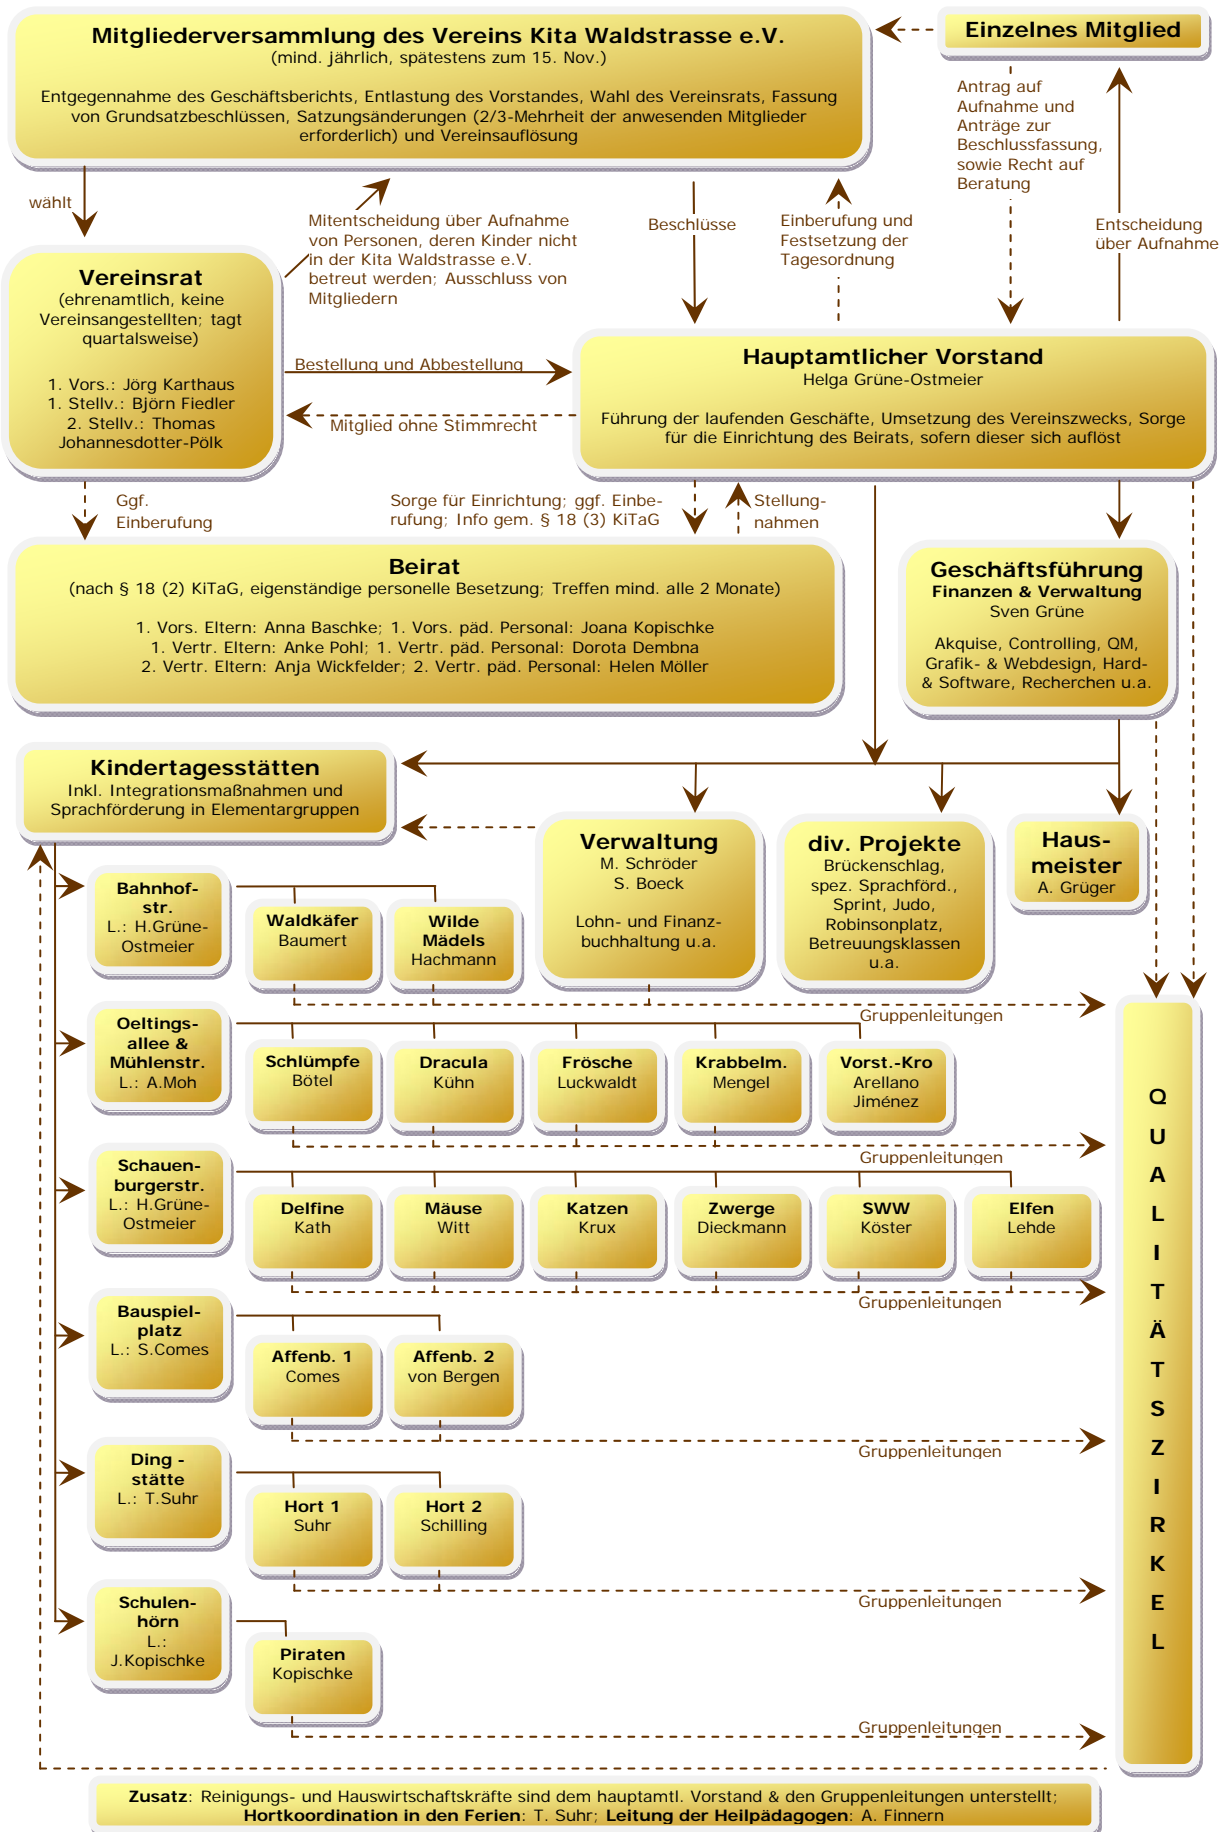 Mitgliederversammlung des Vereins Kita Waldstrasse e.V.
(mind. jährlich, spätestens zum 15. Nov.)
Entgegennahme des Geschäftsberichts, Entlastung des Vorstandes, Wahl des Vereinsrats, Fassung
von Grundsatzbeschlüssen, Satzungsänderungen (2/3-Mehrheit der anwesenden Mitglieder
erforderlich) und Vereinsauflösung
Einzelnes Mitglied
Antrag auf
Aufnahme und
Anträge zur
Beschlussfassung,
sowie Recht auf
Beratung
wählt
Mitentscheidung über Aufnahme
von Personen, deren Kinder nicht
in der Kita Waldstrasse e.V.
betreut werden; Ausschluss von
Mitgliedern
Beschlüsse
Einberufung und
Festsetzung der
Tagesordnung
Entscheidung
über Aufnahme
Vereinsrat
(ehrenamtlich, keine
Vereinsangestellten; tagt
quartalsweise)
1. Vors.: Jörg Karthaus
1. Stellv.: Björn Fiedler
2. Stellv.: Thomas
Johannesdotter-Pölk
Bestellung und Abbestellung
Mitglied ohne Stimmrecht
Hauptamtlicher Vorstand
Helga Grüne-Ostmeier
Führung der laufenden Geschäfte, Umsetzung des Vereinszwecks, Sorge
für die Einrichtung des Beirats, sofern dieser sich auflöst
Ggf.
Einberufung
Sorge für Einrichtung; ggf. Einbe-
rufung; Info gem. § 18 (3) KiTaG
Stellung-
nahmen
Beirat
(nach § 18 (2) KiTaG, eigenständige personelle Besetzung; Treffen mind. alle 2 Monate)
1. Vors. Eltern: Anna Baschke; 1. Vors. päd. Personal: Joana Kopischke
1. Vertr. Eltern: Anke Pohl; 1. Vertr. päd. Personal: Dorota Dembna
2. Vertr. Eltern: Anja Wickfelder; 2. Vertr. päd. Personal: Helen Möller
Geschäftsführung
Finanzen & Verwaltung
Sven Grüne
Akquise, Controlling, QM,
Grafik- & Webdesign, Hard-
& Software, Recherchen u.a.
Kindertagesstätten
Inkl. Integrationsmaßnahmen und
Sprachförderung in Elementargruppen
Verwaltung
M. Schröder
S. Boeck
Lohn- und Finanz-
buchhaltung u.a.
div. Projekte
Brückenschlag,
spez. Sprachförd.,
Sprint, Judo,
Robinsonplatz,
Betreuungsklassen
u.a.
Haus-
meister
A. Grüger
Bahnhof-
str.
L.: H.Grüne-
Ostmeier
Waldkäfer
Baumert
Wilde
Mädels
Hachmann
Gruppenleitungen
Oeltings-
allee &
Mühlenstr.
L.: A.Moh
Schlümpfe
Bötel
Dracula
Kühn
Frösche
Luckwaldt
Krabbelm.
Mengel
Vorst.-Kro
Arellano
Jiménez
Gruppenleitungen
Schauen-
burgerstr.
L.: H.Grüne-
Ostmeier
Delfine
Kath
Mäuse
Witt
Katzen
Krux
Zwerge
Dieckmann
SWW
Köster
Elfen
Lehde
Gruppenleitungen
Bauspiel-
platz
L.: S.Comes
Affenb. 1
Comes
Affenb. 2
von Bergen
Gruppenleitungen
Ding -
stätte
L.: T.Suhr
Hort 1
Suhr
Hort 2
Schilling
Gruppenleitungen
Schulen-
hörn
L.:
J.Kopischke
Piraten
Kopischke
Gruppenleitungen
Q
U
A
L
I
T
Ä
T
S
Z
I
R
K
E
L
Zusatz: Reinigungs- und Hauswirtschaftskräfte sind dem hauptamtl. Vorstand & den Gruppenleitungen unterstellt;
Hortkoordination in den Ferien: T. Suhr; Leitung der Heilpädagogen: A. Finnern